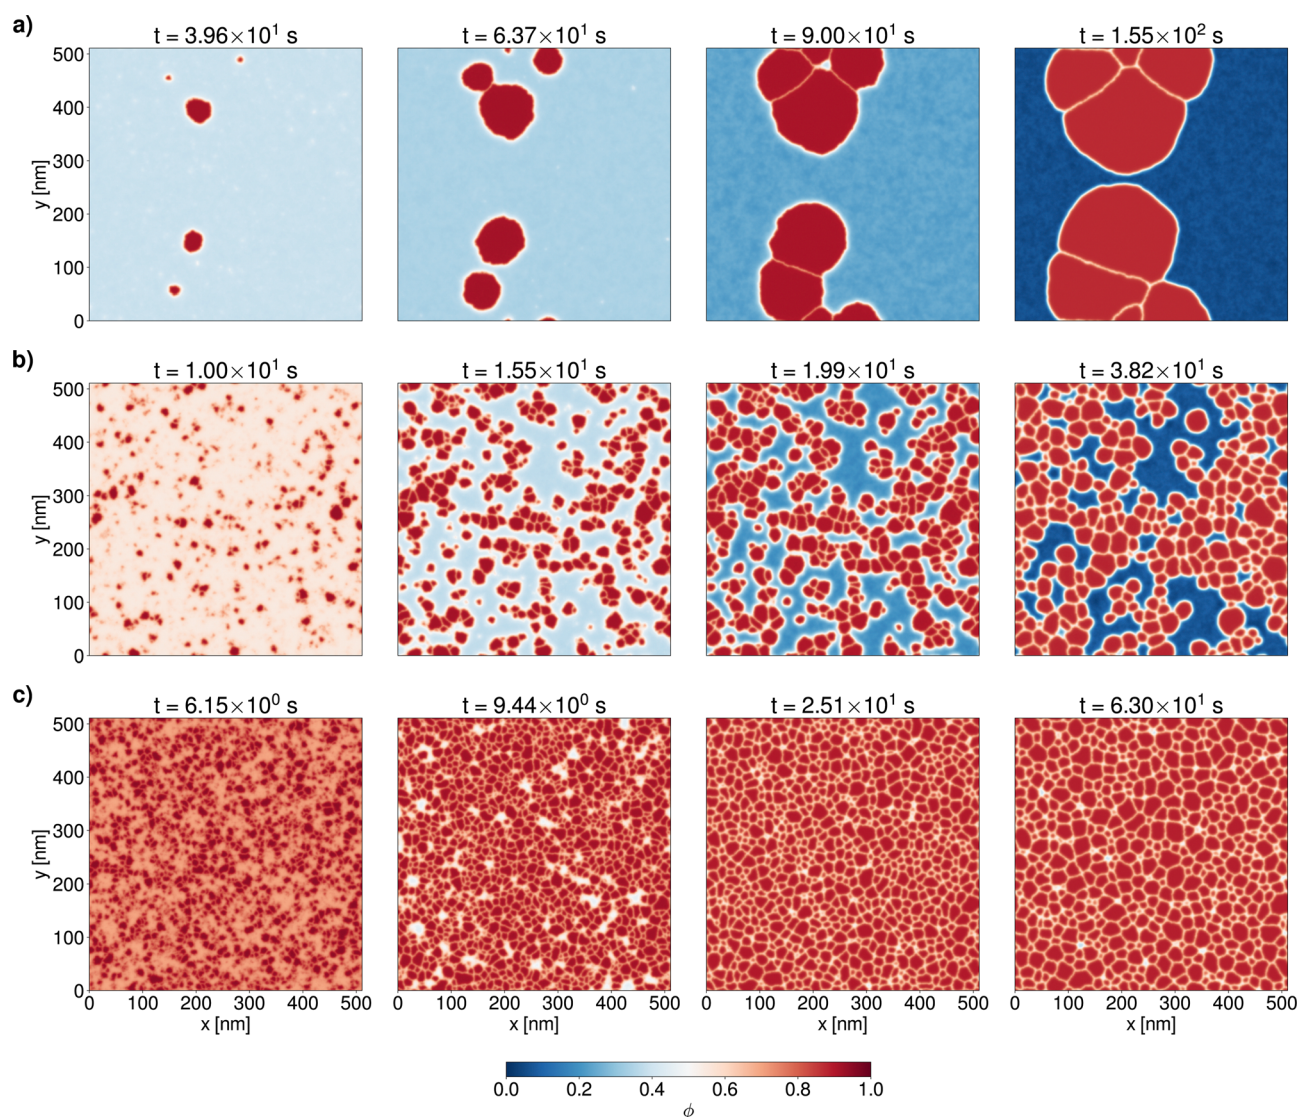 a)
t = 3.96×10¹ s
t = 6.37×10¹ s
t = 9.00×10¹ s
t = 1.55×10² s
500
400
300
200
100
0
y [nm]
b)
t = 1.00×10¹ s
t = 1.55×10¹ s
t = 1.99×10¹ s
t = 3.82×10¹ s
500
400
300
200
100
0
y [nm]
c)
t = 6.15×10⁰ s
t = 9.44×10⁰ s
t = 2.51×10¹ s
t = 6.30×10¹ s
500
400
300
200
100
0
y [nm]
0 100 200 300 400 500
0 100 200 300 400 500
0 100 200 300 400 500
0 100 200 300 400 500
x [nm]
x [nm]
x [nm]
x [nm]
0.0 0.2 0.4 0.6 0.8 1.0
ϕ